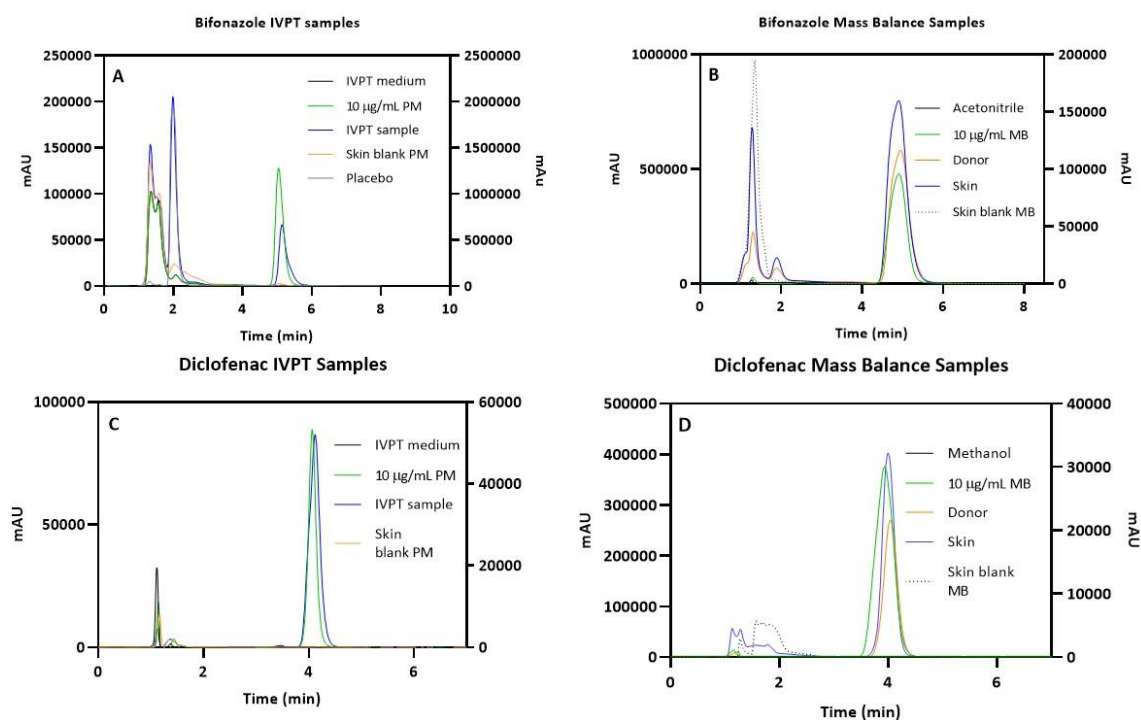 Bifonazole IVPT samples
A
250000
200000
150000
100000
50000
0
mAU
2500000
2000000
1500000
1000000
500000
0
mAu
IVPT medium
10 µg/mL PM
IVPT sample
Skin blank PM
Placebo
0 2 4 6 8 10
Time (min)
Bifonazole Mass Balance Samples
B
1000000
500000
0
mAU
200000
150000
100000
50000
0
mAU
Acetonitrile
10 µg/mL MB
Donor
Skin
Skin blank MB
0 2 4 6 8
Time (min)
Diclofenac IVPT Samples
C
100000
50000
0
mAU
60000
40000
20000
0
IVPT medium
10 µg/mL PM
IVPT sample
Skin
blank PM
0 2 4 6
Time (min)
Diclofenac Mass Balance Samples
D
500000
400000
300000
200000
100000
0
mAU
40000
30000
20000
10000
0
mAU
Methanol
10 µg/mL MB
Donor
Skin
Skin blank
MB
0 2 4 6
Time (min)